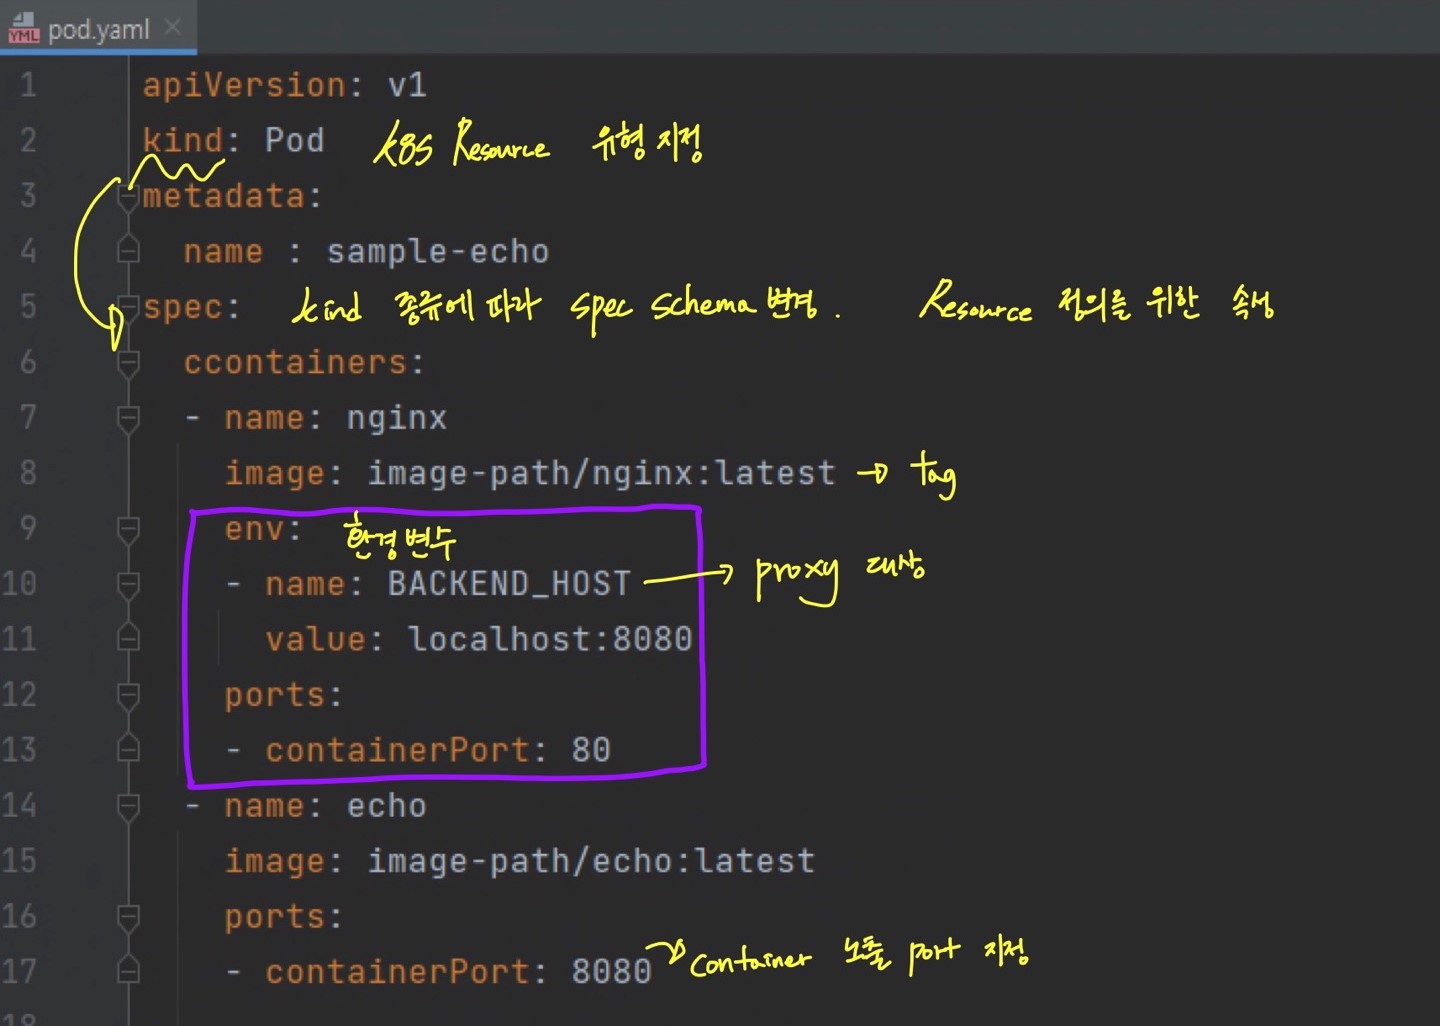 YML pod.yaml
1 apiVersion: v1
2 kind: Pod k8S Resource 유형 지정
3 metadata:
4 name : sample-echo
5 spec: kind 종류에 따라 spec schema 변경. Resource 정의를 위한 속성
6 ccontainers:
7 - name: nginx
8 image: image-path/nginx:latest → tag
9 env: 환경변수
10 - name: BACKEND_HOST → proxy 대상
11 value: localhost:8080
12 ports:
13 - containerPort: 80
14 - name: echo
15 image: image-path/echo:latest
16 ports:
17 - containerPort: 8080 → Container 노출 port 지정
18